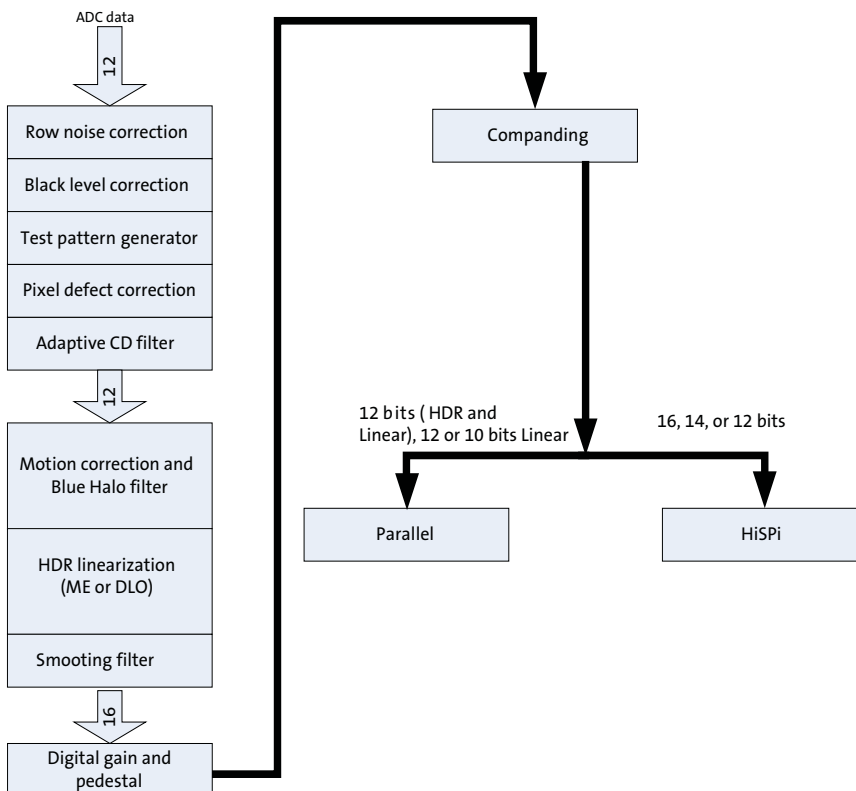 ADC data
12
Row noise correction
Black level correction
Test pattern generator
Pixel defect correction
Adaptive CD filter
12
Motion correction and
Blue Halo filter
HDR linearization
(ME or DLO)
Smooting filter
16
Digital gain and
pedestal
Companding
12 bits ( HDR and
Linear), 12 or 10 bits Linear
16, 14, or 12 bits
Parallel
HiSPi